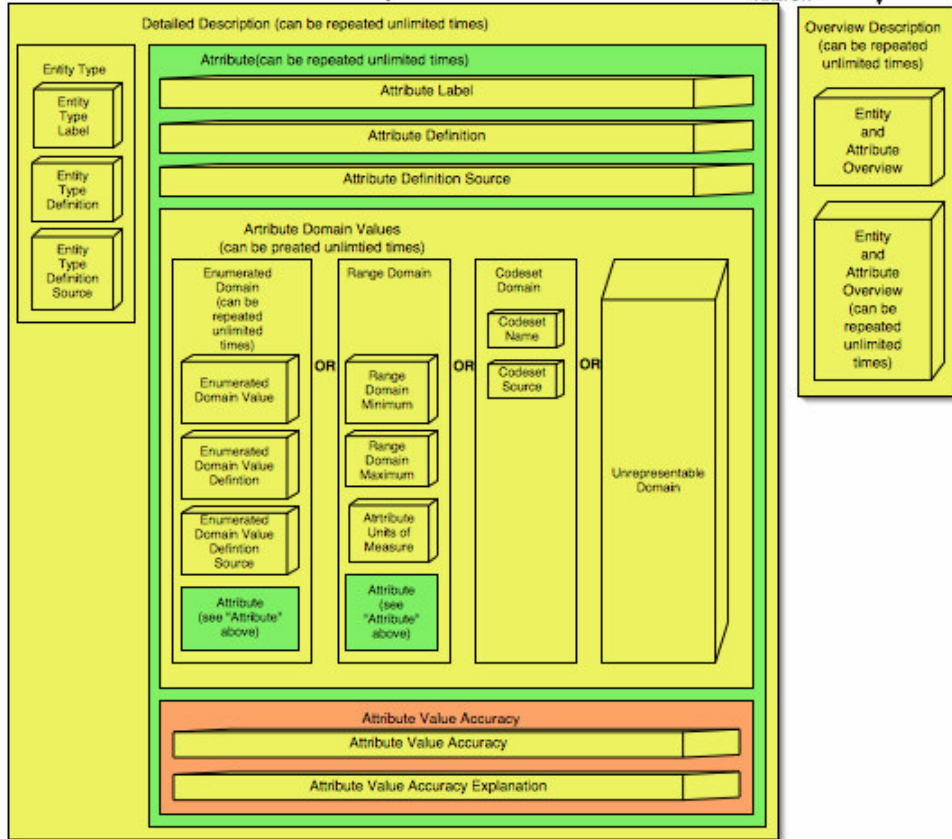 Detailed Description (can be repeated unlimited times)
Entity Type
Entity
Type
Label
Entity
Type
Definition
Entity
Type
Definition
Source
Atrribute(can be repeated unlimited times)
Attribute Label
Attribute Definition
Attribute Definition Source
Artribute Domain Values
(can be preated unlimtied times)
Enumerated
Domain
(can be
repeated
unlimited
times)
Enumerated
Domain Value
Enumerated
Domain Value
Defintion
Enumerated
Domain Value
Defintion
Source
Attribute
(see "Attribute"
above)
OR
Range Domain
Range
Domain
Minimum
Range
Domain
Maximum
Atrtribute
Units of
Measure
Attribute
(see
"Attribute"
above)
OR
Codeset
Domain
Codeset
Name
Codeset
Source
OR
Unrepresentable
Domain
Attribute Value Accuracy
Attribute Value Accuracy
Attribute Value Accuracy Explanation
Overview Description
(can be repeated
unlimited times)
Entity
and
Attribute
Overview
Entity
and
Attribute
Overview
(can be
repeated
unlimited
times)